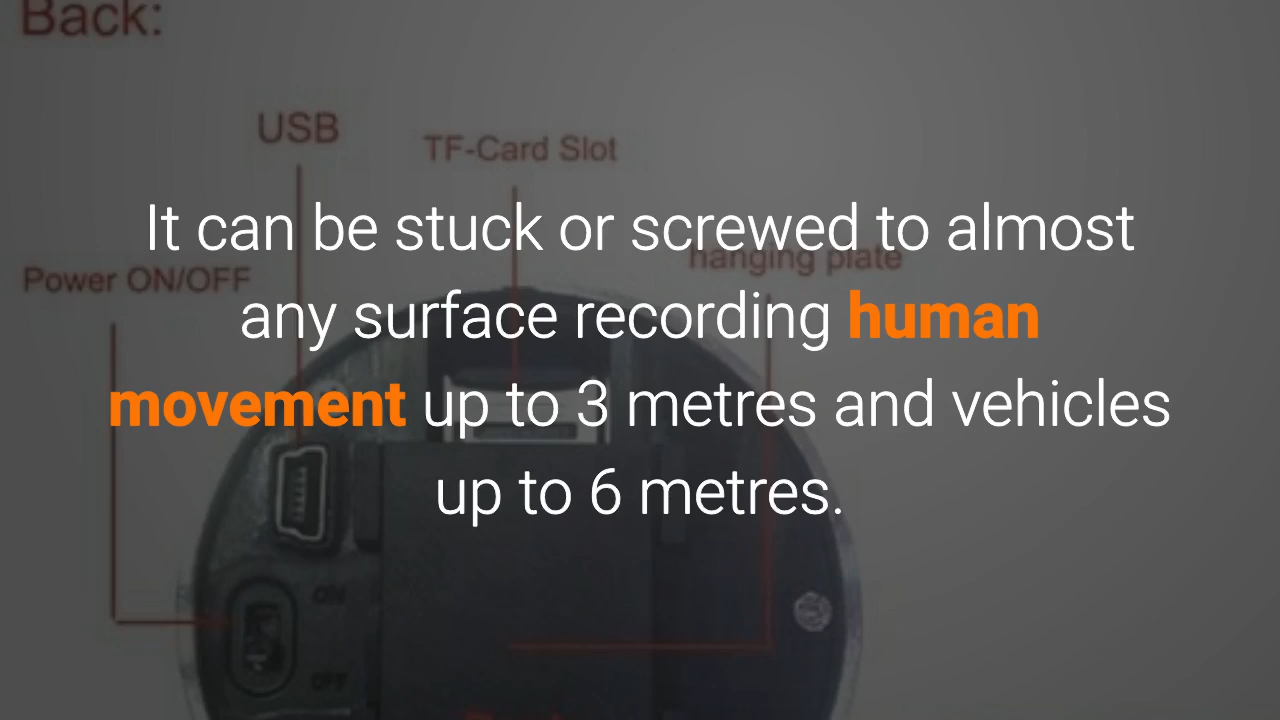 Back:
USB
TF-Card Slot
It can be stuck or screwed to almost
hanging plate
Power ON/OFF
any surface recording human
movement up to 3 metres and vehicles
up to 6 metres.
ON
OFF